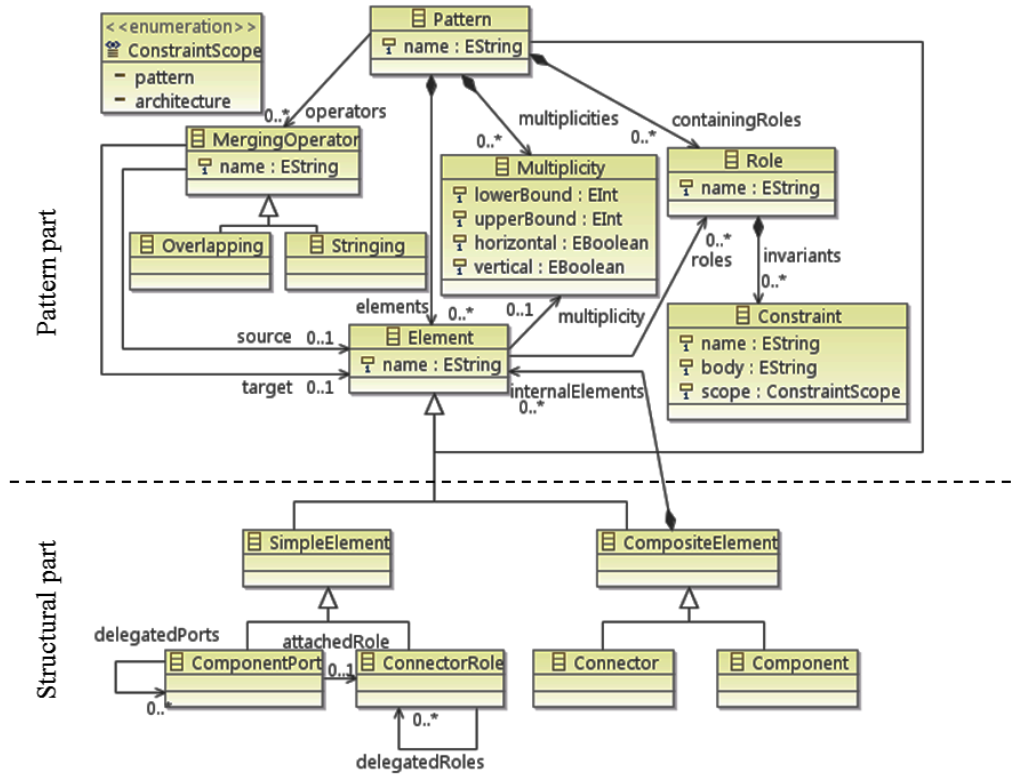 <<enumeration>>
ConstraintScope
pattern
architecture
Pattern
name : EString
0..*
operators
MergingOperator
name : EString
Overlapping
Stringing
multiplicities
0..*
Multiplicity
lowerBound : EInt
upperBound : EInt
horizontal : EBoolean
vertical : EBoolean
containingRoles
0..*
Role
name : EString
0..*
roles
invariants
0..*
Constraint
name : EString
body : EString
scope : ConstraintScope
elements
0..*
0..1
multiplicity
source 0..1
target 0..1
Element
name : EString
internalElements
0..*
Pattern part
Structural part
SimpleElement
CompositeElement
delegatedPorts
0..*
ComponentPort
attachedRole
0..1
ConnectorRole
0..*
delegatedRoles
Connector
Component